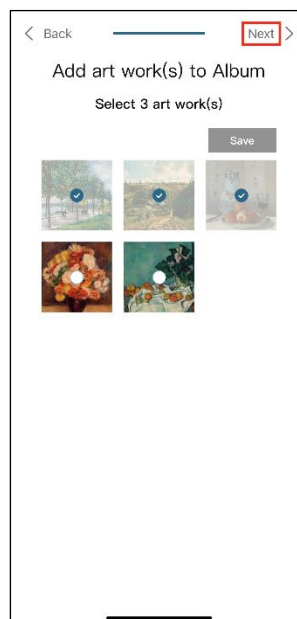 Back
Next
Add art work(s) to Album
Select 3 art work(s)
Save